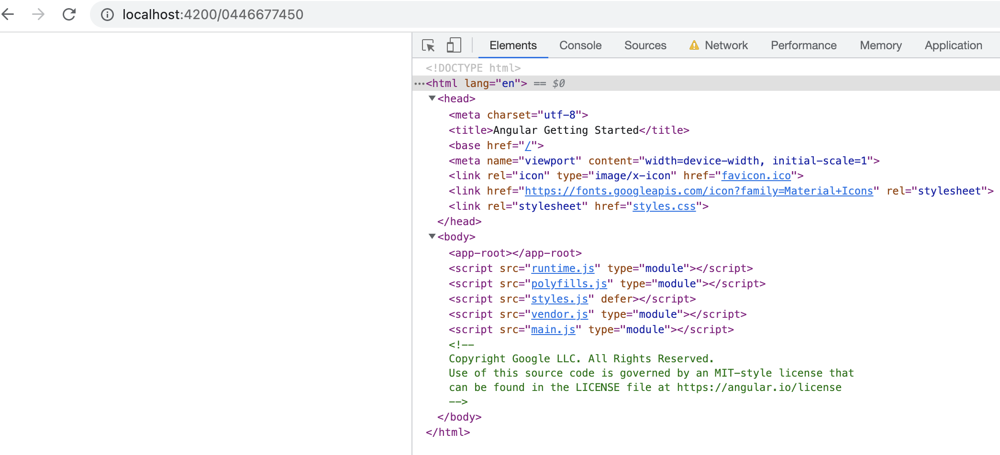 localhost:4200/0446677450
Elements Console Sources Network Performance Memory Application
<!DOCTYPE html>
<html lang="en"> == $0
<head>
<meta charset="utf-8">
<title>Angular Getting Started</title>
<base href="/">
<meta name="viewport" content="width=device-width, initial-scale=1">
<link rel="icon" type="image/x-icon" href="favicon.ico">
<link href="https://fonts.googleapis.com/icon?family=Material+Icons" rel="stylesheet">
<link rel="stylesheet" href="styles.css">
</head>
<body>
<app-root></app-root>
<script src="runtime.js" type="module"></script>
<script src="polyfills.js" type="module"></script>
<script src="styles.js" defer></script>
<script src="vendor.js" type="module"></script>
<script src="main.js" type="module"></script>
<!--
Copyright Google LLC. All Rights Reserved.
Use of this source code is governed by an MIT-style license that
can be found in the LICENSE file at https://angular.io/license
-->
</body>
</html>